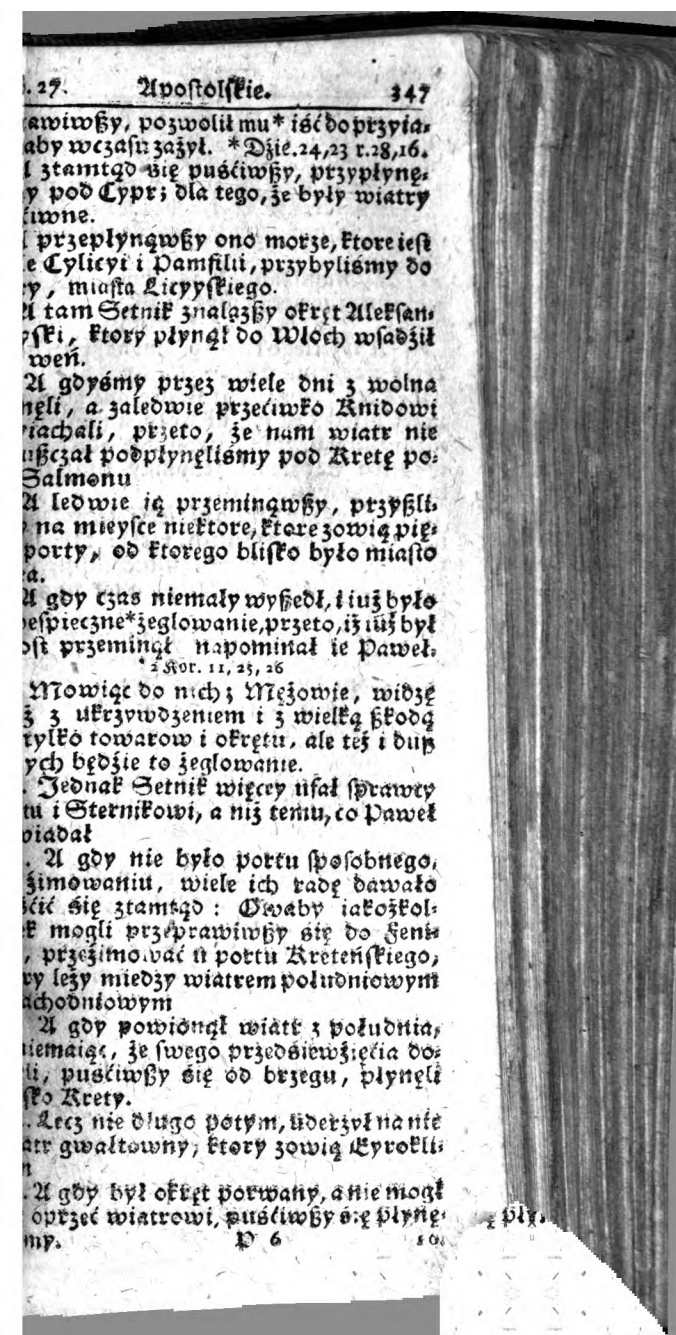 . 27. Apostolskie. 347
awiwszy, pozwolił mu* iść do przyia-
aby wczasu zażył. *Dzie.24,23 r.28,16.
ztamtąd się puściwszy, przypłynę-
y pod Cypr; dla tego, że były wiatry
ciwne.
przepłynąwszy ono morze, ktore iest
e Cylicyi i Pamfilii, przybyliśmy do
ry, miasta Licyyskiego.
A tam Setnik znalazszy okręt Aleksan-
yski, ktory płynął do Włoch wsadził
weń.
A gdyśmy przez wiele dni z wolna
nęli, a zaledwie przeciwko Knidowi
iachali, przeto, że nam wiatr nie
uszczał podpłynęliśmy pod Kretę po-
Salmonu
A ledwie ią przeminąwszy, przyszli-
na mieysce niektore, ktore zowią pię-
porty, od ktorego blisko było miasto
a.
A gdy czas niemały wyszedł, i iuż było
espieczne*żeglowanie, przeto, iż iuż był
ost przeminął napominał ie Paweł.
* 2 Kor. 11, 25, 26
Mowiąc do nich; Mężowie, widzę
ż z ukrzywdzeniem i z wielką szkodą
tylko towarow i okrętu, ale też i dusz
ych będzie to żeglowanie.
. Jednak Setnik więcey ufał sprawcy
tu i Sternikowi, a niż temu, co Paweł
iadał
. A gdy nie było portu sposobnego,
zimowaniu, wiele ich radę dawało
ścić się ztamtąd : Owaby iakożkol-
k mogli przeprawiwszy się do Feni-
, przezimować u portu Kreteńskiego,
ry leży miedzy wiatrem południowym
achodniowym
A gdy powionął wiatr z południa,
iemaiąc, że swego przedsiewzięcia do-
li, puściwszy się od brzegu, płynęli
sko Krety.
. Lecz nie długo potym, uderzył na nie
atr gwałtowny, ktory zowią Eyrokli-
n
. A gdy był okręt porwany, a nie mogł
oprzeć wiatrowi, puściwszy się płynę-
my. P 6